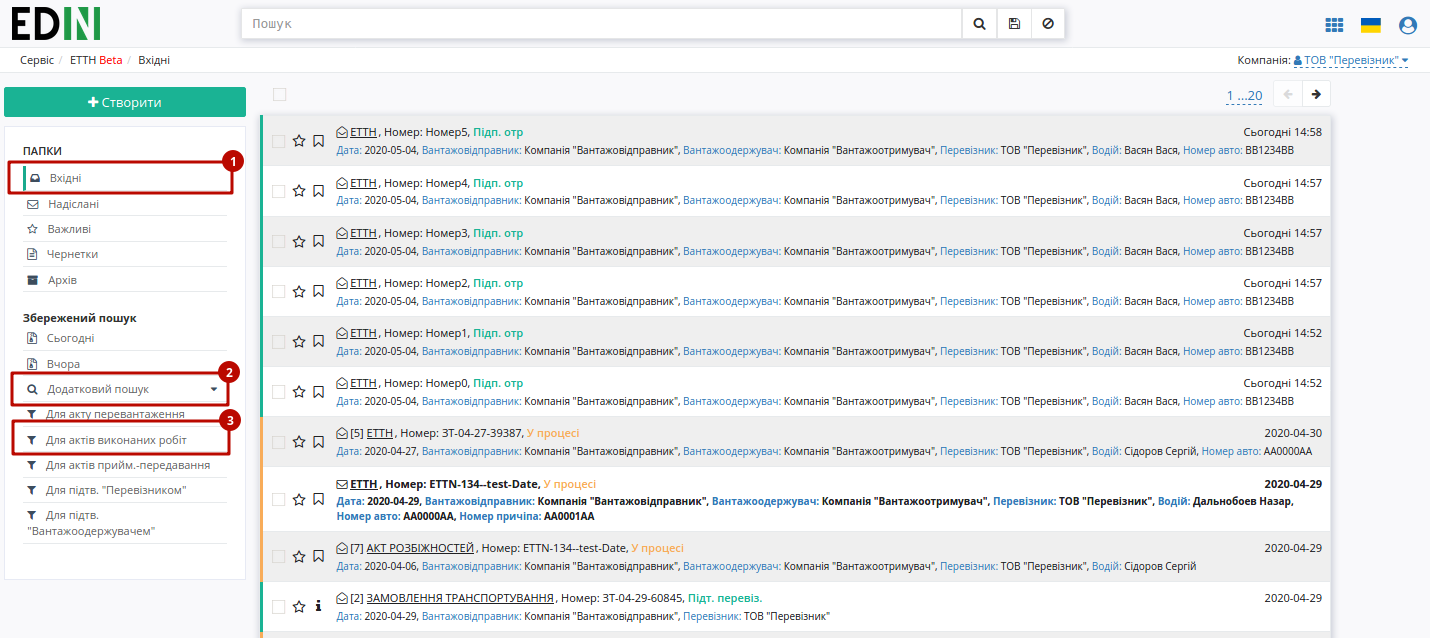 EDIN
Пошук
Сервіс / ЕТТН Beta / Вхідні
Компанія: ТОВ "Перевізник"
Створити
1 ...20
ПАПКИ
1
Вхідні
Надіслані
Важливі
Чернетки
Архів
Збережений пошук
Сьогодні
Вчора
2
Додатковий пошук
Для акту перевантаження
3
Для актів виконаних робіт
Для актів прийм.-передавання
Для підтв. "Перевізником"
Для підтв.
"Вантажоодержувачем"
ЕТТН, Номер: Номер5, Підп. отр Сьогодні 14:58
Дата: 2020-05-04, Вантажовідправник: Компанія "Вантажовідправник", Вантажоодержувач: Компанія "Вантажоотримувач", Перевізник: ТОВ "Перевізник", Водій: Васян Вася, Номер авто: ВВ1234ВВ
ЕТТН, Номер: Номер4, Підп. отр Сьогодні 14:57
Дата: 2020-05-04, Вантажовідправник: Компанія "Вантажовідправник", Вантажоодержувач: Компанія "Вантажоотримувач", Перевізник: ТОВ "Перевізник", Водій: Васян Вася, Номер авто: ВВ1234ВВ
ЕТТН, Номер: Номер3, Підп. отр Сьогодні 14:57
Дата: 2020-05-04, Вантажовідправник: Компанія "Вантажовідправник", Вантажоодержувач: Компанія "Вантажоотримувач", Перевізник: ТОВ "Перевізник", Водій: Васян Вася, Номер авто: ВВ1234ВВ
ЕТТН, Номер: Номер2, Підп. отр Сьогодні 14:57
Дата: 2020-05-04, Вантажовідправник: Компанія "Вантажовідправник", Вантажоодержувач: Компанія "Вантажоотримувач", Перевізник: ТОВ "Перевізник", Водій: Васян Вася, Номер авто: ВВ1234ВВ
ЕТТН, Номер: Номер1, Підп. отр Сьогодні 14:52
Дата: 2020-05-04, Вантажовідправник: Компанія "Вантажовідправник", Вантажоодержувач: Компанія "Вантажоотримувач", Перевізник: ТОВ "Перевізник", Водій: Васян Вася, Номер авто: ВВ1234ВВ
ЕТТН, Номер: Номер0, Підп. отр Сьогодні 14:52
Дата: 2020-05-04, Вантажовідправник: Компанія "Вантажовідправник", Вантажоодержувач: Компанія "Вантажоотримувач", Перевізник: ТОВ "Перевізник", Водій: Васян Вася, Номер авто: ВВ1234ВВ
[5] ЕТТН, Номер: ЗТ-04-27-39387, У процесі 2020-04-30
Дата: 2020-04-27, Вантажовідправник: Компанія "Вантажовідправник", Вантажоодержувач: Компанія "Вантажоотримувач", Перевізник: ТОВ "Перевізник", Водій: Сідоров Сергій, Номер авто: АА0000АА
ЕТТН, Номер: ETTN-134--test-Date, У процесі 2020-04-29
Дата: 2020-04-29, Вантажовідправник: Компанія "Вантажовідправник", Вантажоодержувач: Компанія "Вантажоотримувач", Перевізник: ТОВ "Перевізник", Водій: Дальнобоев Назар,
Номер авто: АА0000АА, Номер причіпа: АА0001АА
[7] АКТ РОЗБІЖНОСТЕЙ, Номер: ETTN-134--test-Date, У процесі 2020-04-29
Дата: 2020-04-06, Вантажовідправник: Компанія "Вантажовідправник", Вантажоодержувач: Компанія "Вантажоотримувач", Перевізник: ТОВ "Перевізник", Водій: Сідоров Сергій
[2] ЗАМОВЛЕННЯ ТРАНСПОРТУВАННЯ, Номер: ЗТ-04-29-60845, Підт. перевіз. 2020-04-29
Дата: 2020-04-29, Вантажовідправник: Компанія "Вантажовідправник", Перевізник: ТОВ "Перевізник"